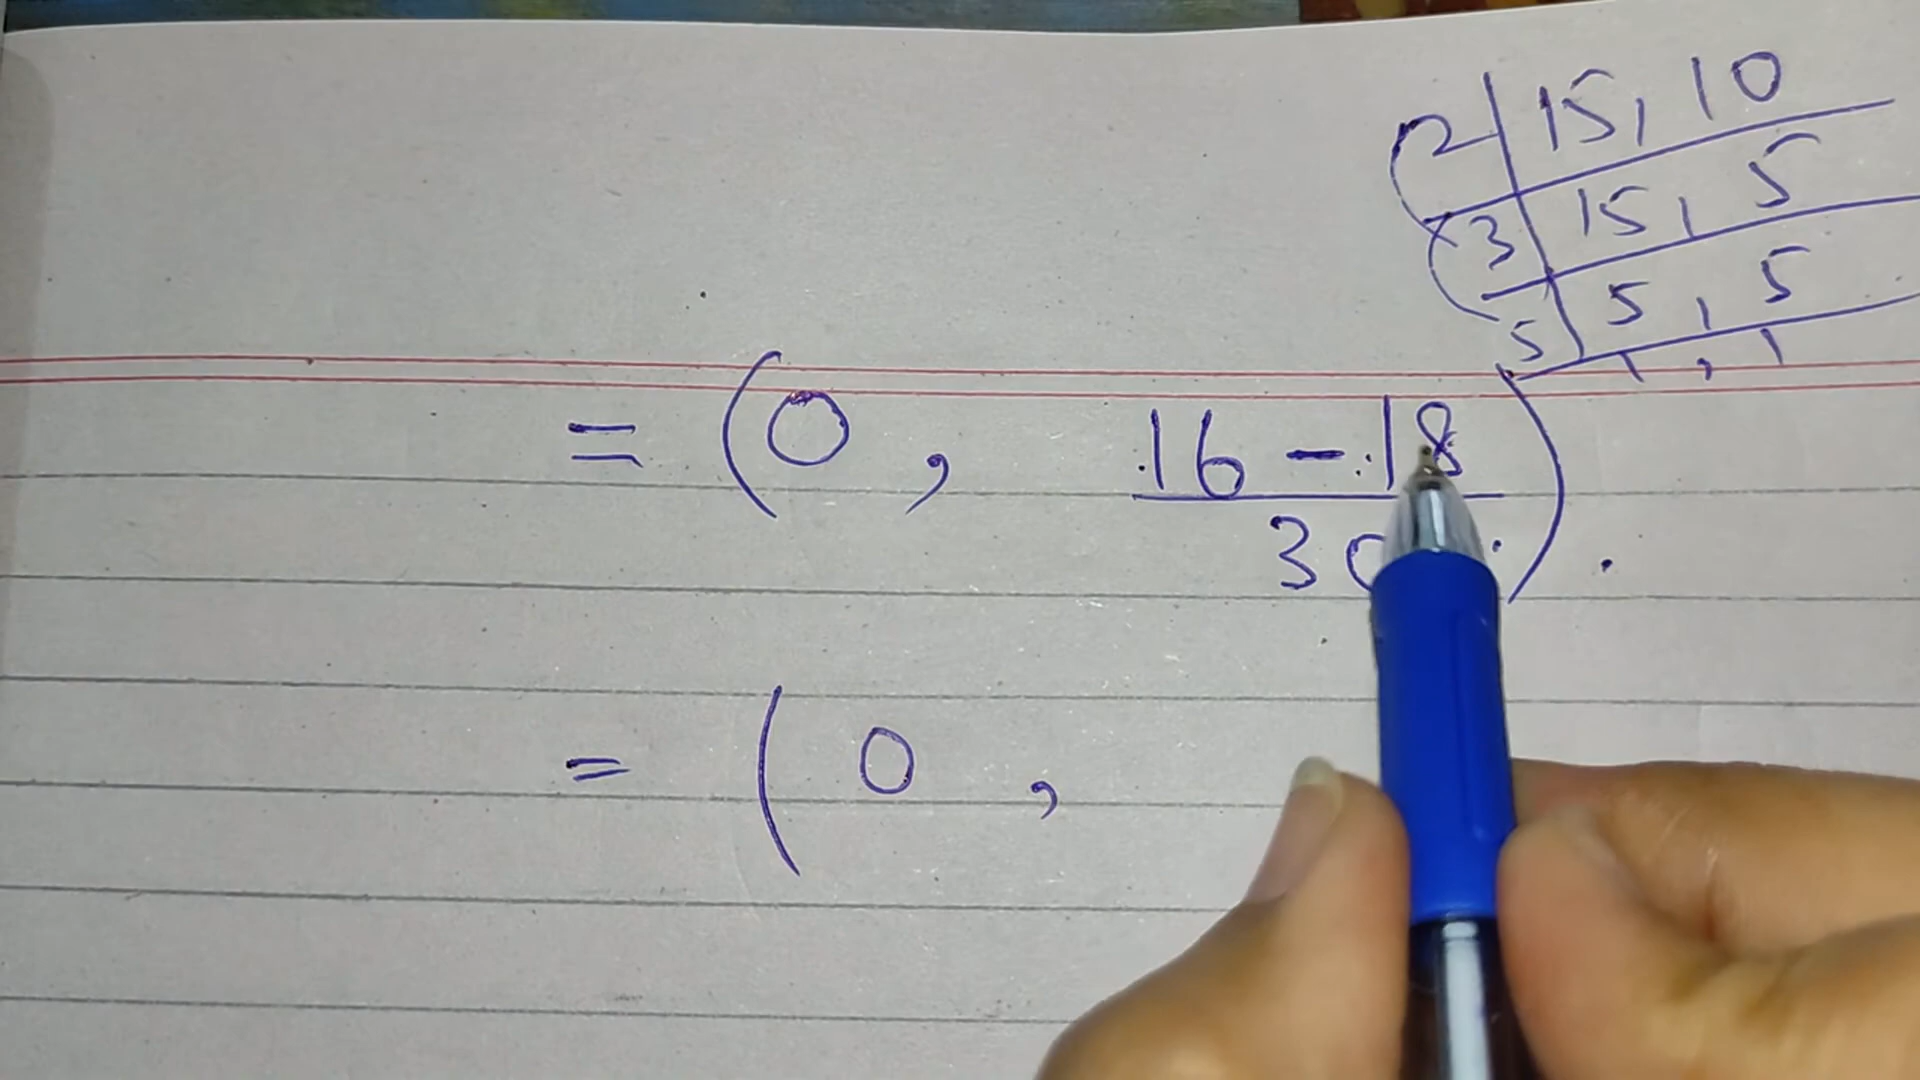 2 | 15, 10
3 | 15, 5
5 | 5, 5
1, 1
= (0, 16 - 18
30).
= ( 0 ,